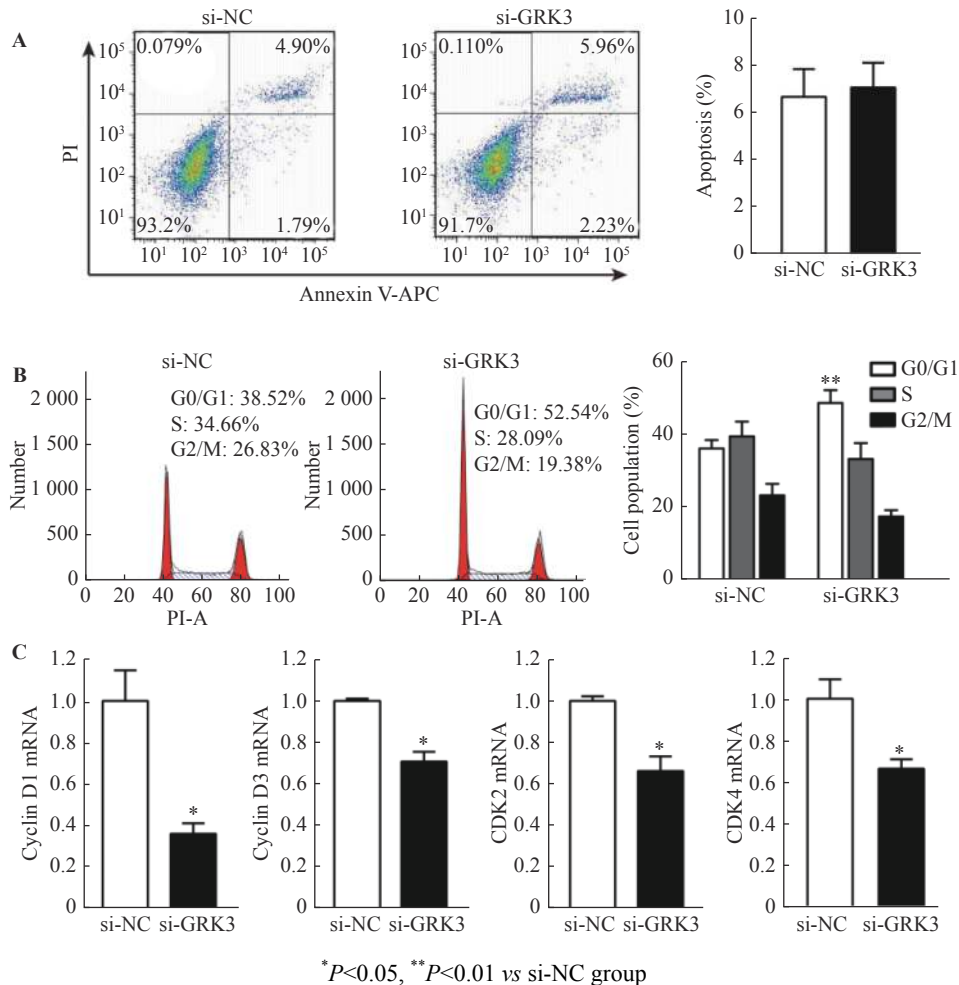 A
si-NC
si-GRK3
0.079%
4.90%
93.2%
1.79%
0.110%
5.96%
91.7%
2.23%
PI
10⁵
10⁴
10³
10²
10¹
10¹ 10² 10³ 10⁴ 10⁵
10⁵
10⁴
10³
10²
10¹
10¹ 10² 10³ 10⁴ 10⁵
Annexin V-APC
Apoptosis (%)
10
8
6
4
2
0
si-NC si-GRK3
B
si-NC
G0/G1: 38.52%
S: 34.66%
G2/M: 26.83%
Number
2 000
1 500
1 000
500
0
0 20 40 60 80 100
PI-A
si-GRK3
G0/G1: 52.54%
S: 28.09%
G2/M: 19.38%
Number
2 000
1 500
1 000
500
0
0 20 40 60 80 100
PI-A
Cell population (%)
60
40
20
0
**
G0/G1
S
G2/M
si-NC si-GRK3
C
Cyclin D1 mRNA
1.2
1.0
0.8
0.6
0.4
0.2
0
*
si-NC si-GRK3
Cyclin D3 mRNA
1.2
1.0
0.8
0.6
0.4
0.2
0
*
si-NC si-GRK3
CDK2 mRNA
1.2
1.0
0.8
0.6
0.4
0.2
0
*
si-NC si-GRK3
CDK4 mRNA
1.2
1.0
0.8
0.6
0.4
0.2
0
*
si-NC si-GRK3
*P<0.05, **P<0.01 vs si-NC group